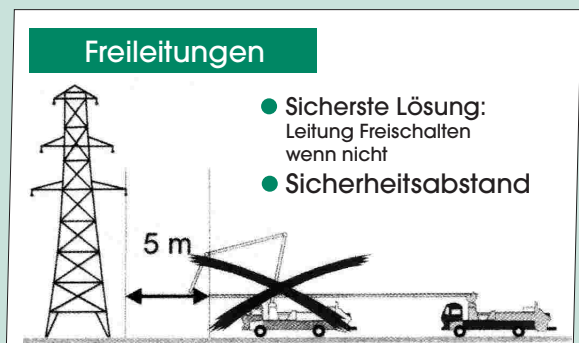 Freileitungen
● Sicherste Lösung:
Leitung Freischalten
wenn nicht
● Sicherheitsabstand
5 m